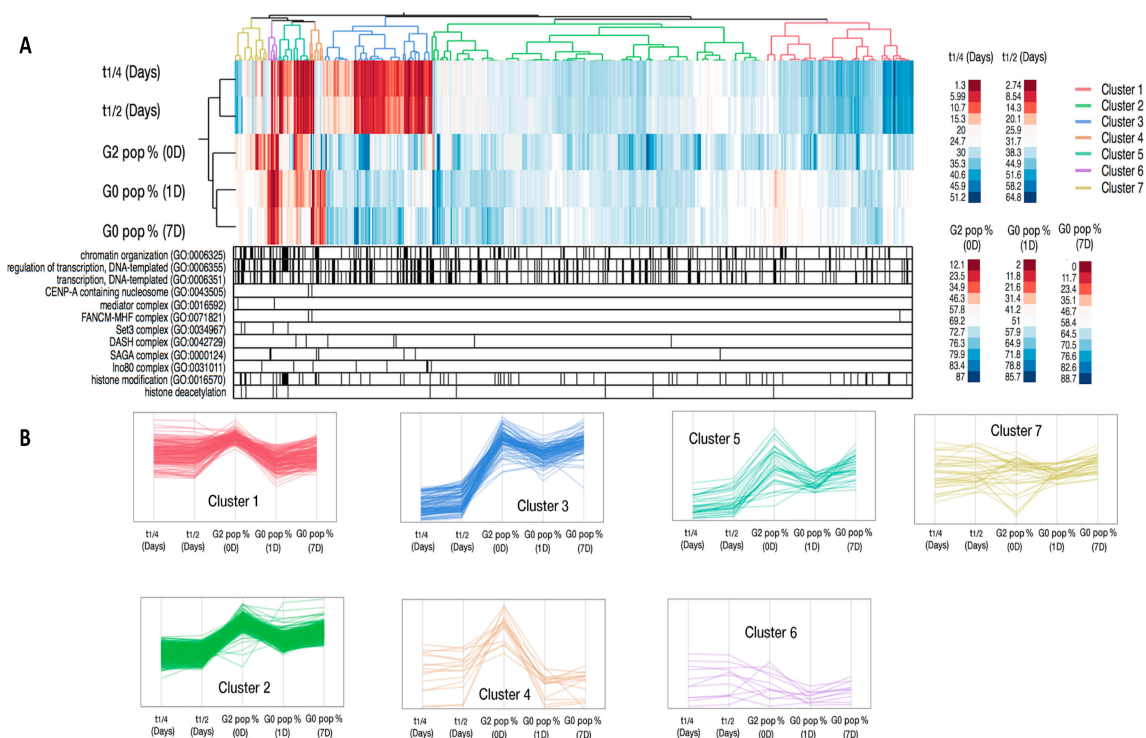 A
t1/4 (Days)
t1/2 (Days)
G2 pop % (0D)
G0 pop % (1D)
G0 pop % (7D)
chromatin organization (GO:0006325)
regulation of transcription, DNA-templated (GO:0006355)
transcription, DNA-templated (GO:0006351)
CENP-A containing nucleosome (GO:0043505)
mediator complex (GO:0016592)
FANCM-MHF complex (GO:0071821)
Set3 complex (GO:0034967)
DASH complex (GO:0042729)
SAGA complex (GO:0000124)
Ino80 complex (GO:0031011)
histone modification (GO:0016570)
histone deacetylation
t1/4 (Days) t1/2 (Days)
1.3 2.74
5.99 8.54
10.7 14.3
15.3 20.1
20 25.9
24.7 31.7
30 38.3
35.3 44.9
40.6 51.6
45.9 58.2
51.2 64.8
Cluster 1
Cluster 2
Cluster 3
Cluster 4
Cluster 5
Cluster 6
Cluster 7
G2 pop % G0 pop % G0 pop %
(0D) (1D) (7D)
12.1 2 0
23.5 11.8 11.7
34.9 21.6 23.4
46.3 31.4 35.1
57.8 41.2 46.7
69.2 51 58.4
72.7 57.9 64.5
76.3 64.9 70.5
79.9 71.8 76.6
83.4 78.8 82.6
87 85.7 88.7
B
Cluster 1
t1/4 t1/2 G2 pop % G0 pop % G0 pop %
(Days) (Days) (0D) (1D) (7D)
Cluster 3
t1/4 t1/2 G2 pop % G0 pop % G0 pop %
(Days) (Days) (0D) (1D) (7D)
Cluster 5
t1/4 t1/2 G2 pop % G0 pop % G0 pop %
(Days) (Days) (0D) (1D) (7D)
Cluster 7
t1/4 t1/2 G2 pop % G0 pop % G0 pop %
(Days) (Days) (0D) (1D) (7D)
Cluster 2
t1/4 t1/2 G2 pop % G0 pop % G0 pop %
(Days) (Days) (0D) (1D) (7D)
Cluster 4
t1/4 t1/2 G2 pop % G0 pop % G0 pop %
(Days) (Days) (0D) (1D) (7D)
Cluster 6
t1/4 t1/2 G2 pop % G0 pop % G0 pop %
(Days) (Days) (0D) (1D) (7D)